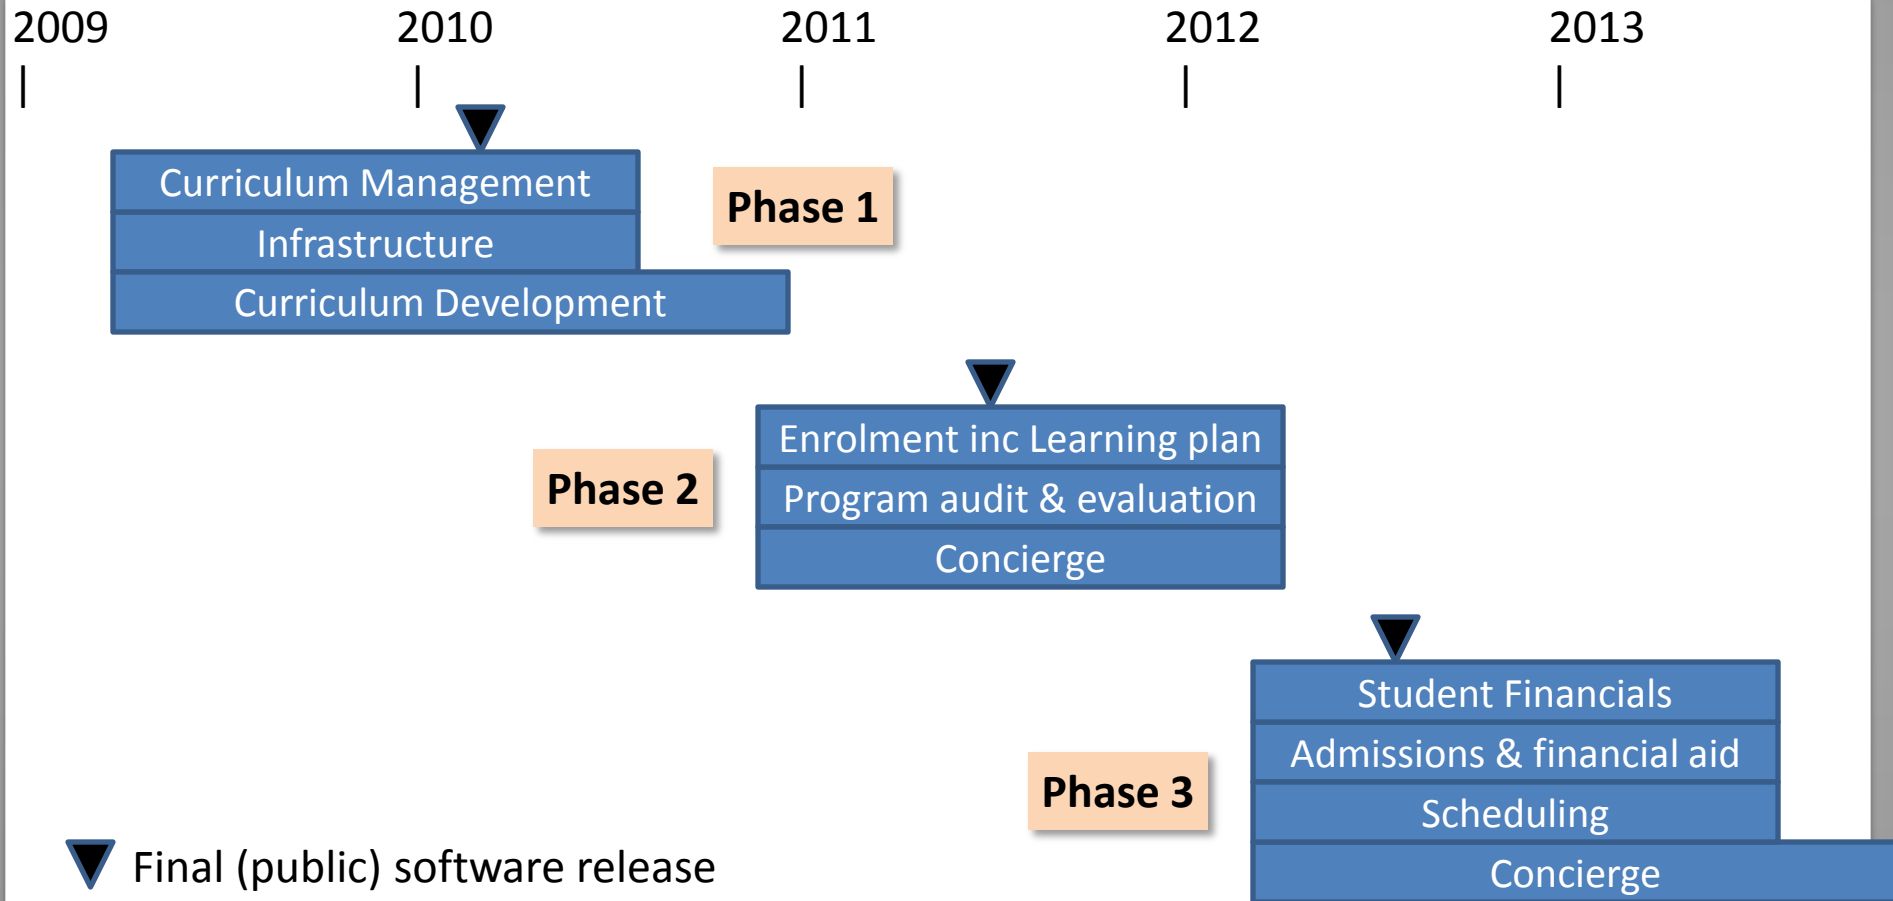 2009 2010 2011 2012 2013
Curriculum Management
Phase 1
Infrastructure
Curriculum Development
Enrolment inc Learning plan
Phase 2
Program audit & evaluation
Concierge
Student Financials
Admissions & financial aid
Phase 3
Scheduling
Final (public) software release
Concierge